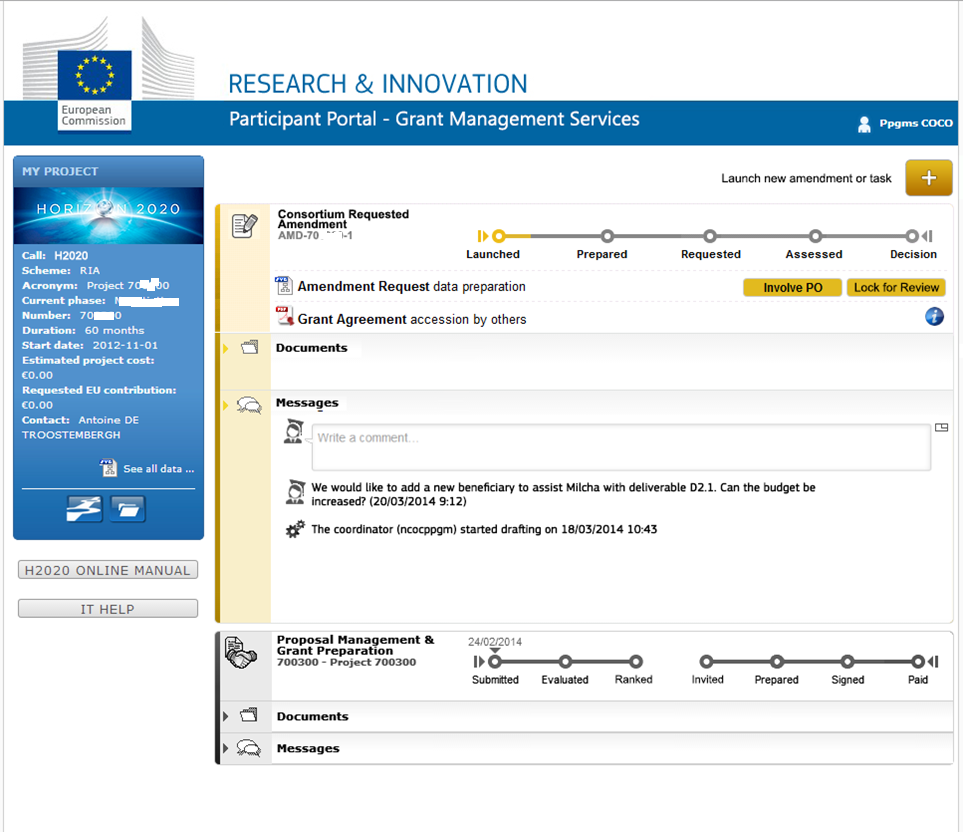 RESEARCH & INNOVATION
European
Commission
Participant Portal - Grant Management Services
Ppgms COCO
MY PROJECT
HORIZON 2020
Call: H2020
Scheme: RIA
Acronym: Project 70 00
Current phase:
Number: 70 0
Duration: 60 months
Start date: 2012-11-01
Estimated project cost:
€0.00
Requested EU contribution:
€0.00
Contact: Antoine DE
TROOSTEMBERGH
See all data ...
H2020 ONLINE MANUAL
IT HELP
Launch new amendment or task
+
Consortium Requested
Amendment
AMD-70 -1
Launched Prepared Requested Assessed Decision
Amendment Request data preparation
Involve PO Lock for Review
Grant Agreement accession by others
Documents
Messages
Write a comment...
We would like to add a new beneficiary to assist Milcha with deliverable D2.1. Can the budget be
increased? (20/03/2014 9:12)
The coordinator (ncocppgm) started drafting on 18/03/2014 10:43
Proposal Management &
Grant Preparation
700300 - Project 700300
24/02/2014
Submitted Evaluated Ranked Invited Prepared Signed Paid
Documents
Messages